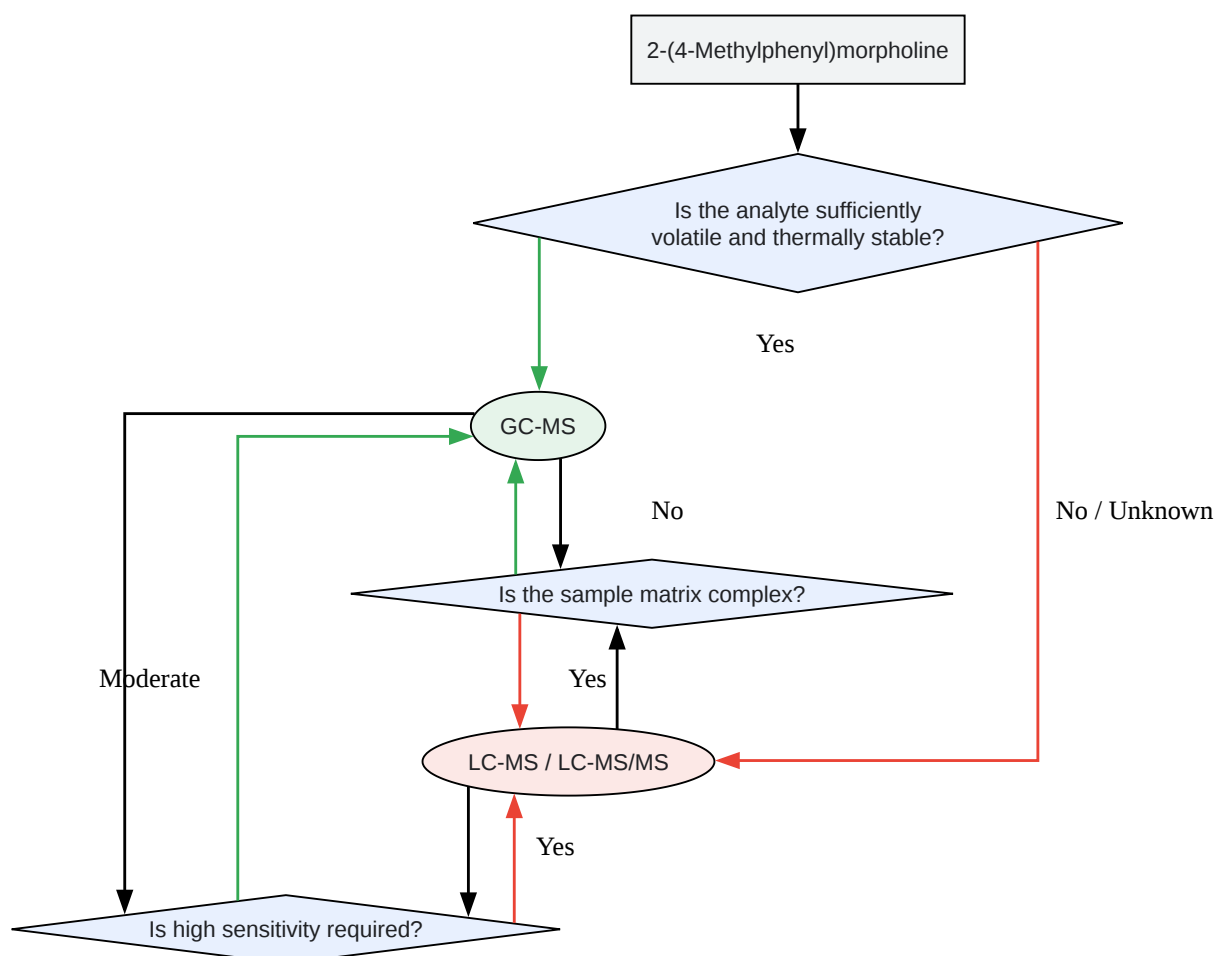 2-(4-Methylphenyl)morpholine
Is the analyte sufficiently
volatile and thermally stable?
Yes
GC-MS
No
No / Unknown
Is the sample matrix complex?
Moderate
Yes
LC-MS / LC-MS/MS
Yes
Is high sensitivity required?